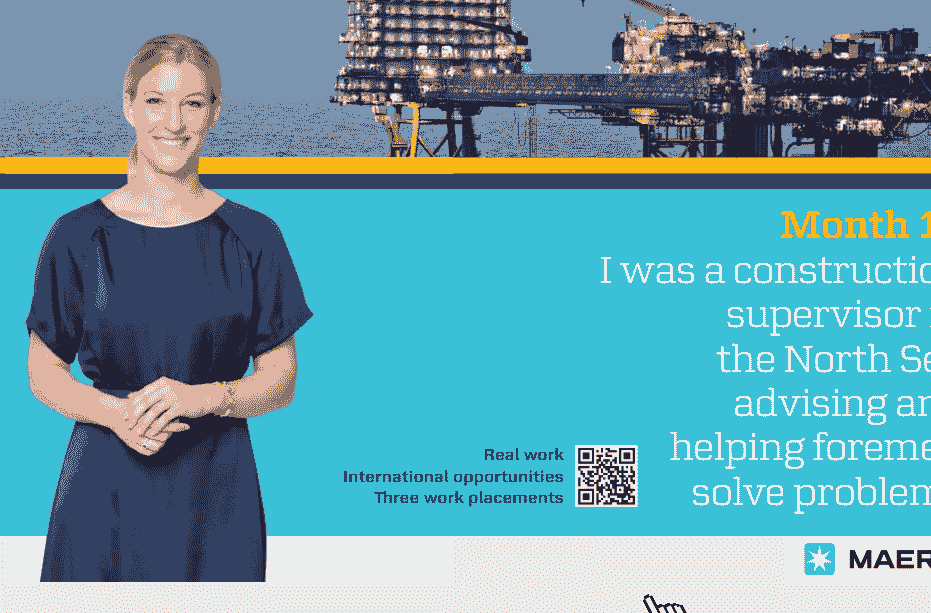 Month 1
I was a constructio
supervisor i
the North Se
advising an
helping foreme
solve problem
Real work
International opportunities
Three work placements
MAER